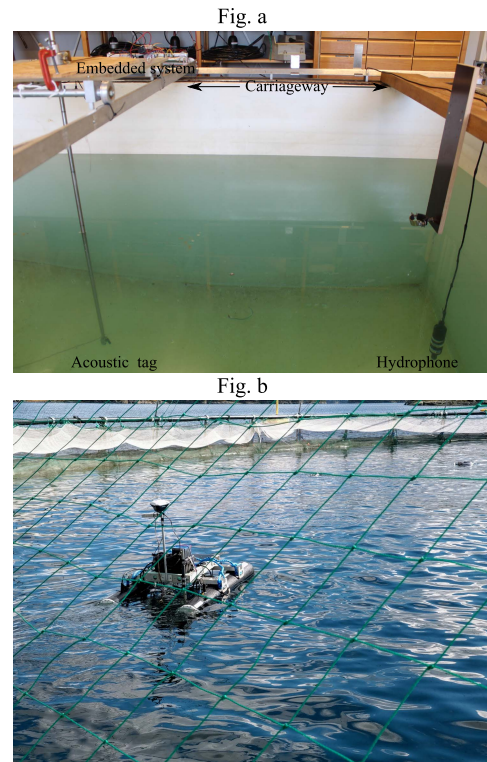 Fig. a
Embedded system
Carriageway
Acoustic tag
Hydrophone
Fig. b